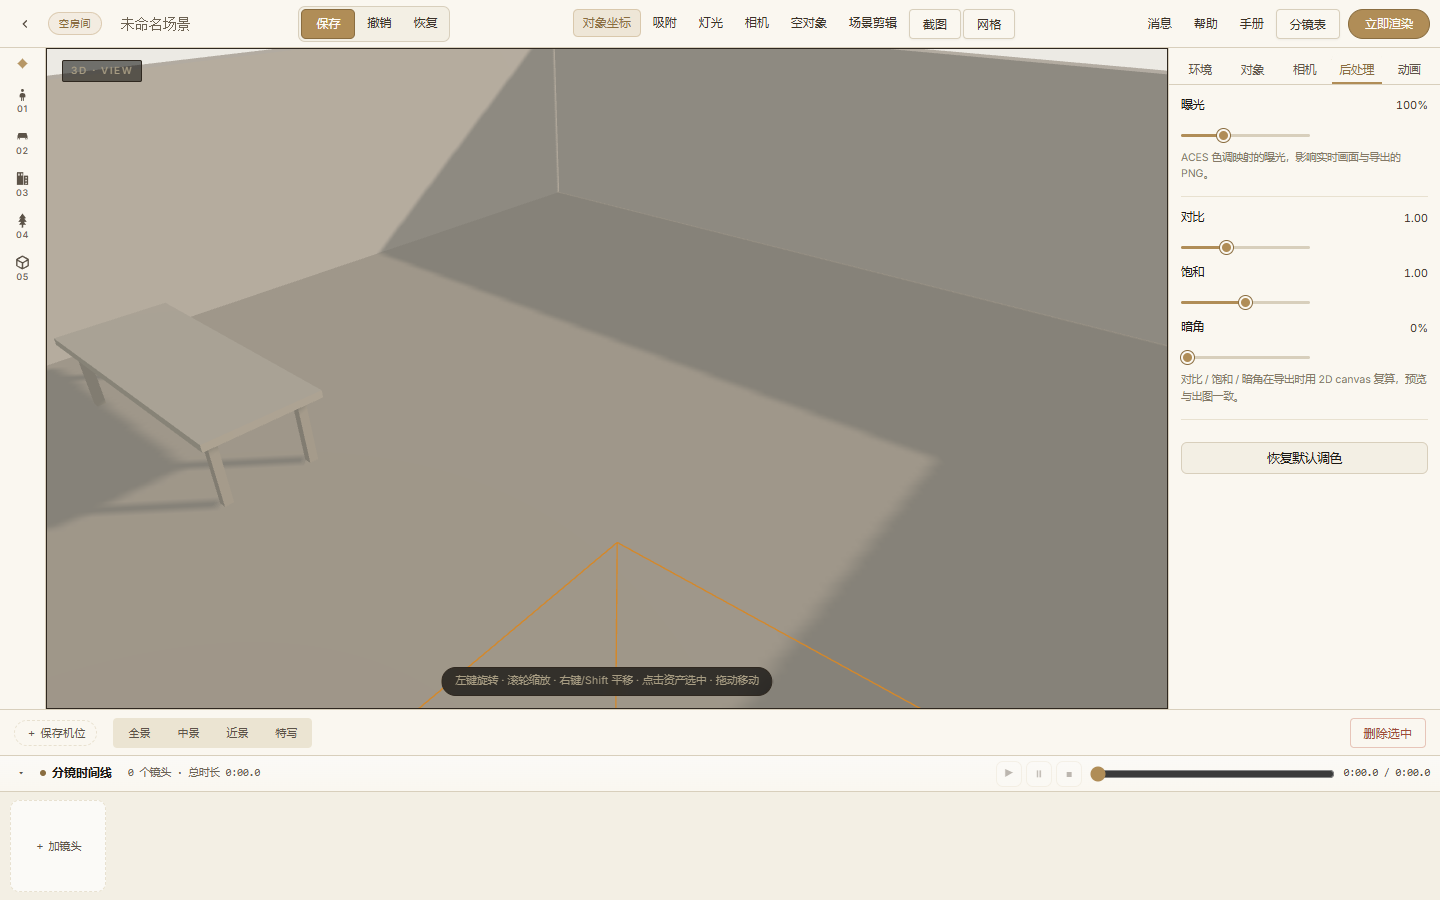 空房间
未命名场景
保存 撤销 恢复
对象坐标 吸附 灯光 相机 空对象 场景剪辑 截图 网格
消息 帮助 手册 分镜表 立即渲染
3D · VIEW
01
02
03
04
05
环境 对象 相机 后处理 动画
曝光 100%
ACES 色调映射的曝光，影响实时画面与导出的
PNG。
对比 1.00
饱和 1.00
暗角 0%
对比 / 饱和 / 暗角在导出时用 2D canvas 复算，预览
与出图一致。
恢复默认调色
左键旋转 · 滚轮缩放 · 右键/Shift 平移 · 点击资产选中 · 拖动移动
+ 保存机位 全景 中景 近景 特写 删除选中
分镜时间线 0 个镜头 · 总时长 0:00.0 0:00.0 / 0:00.0
+ 加镜头